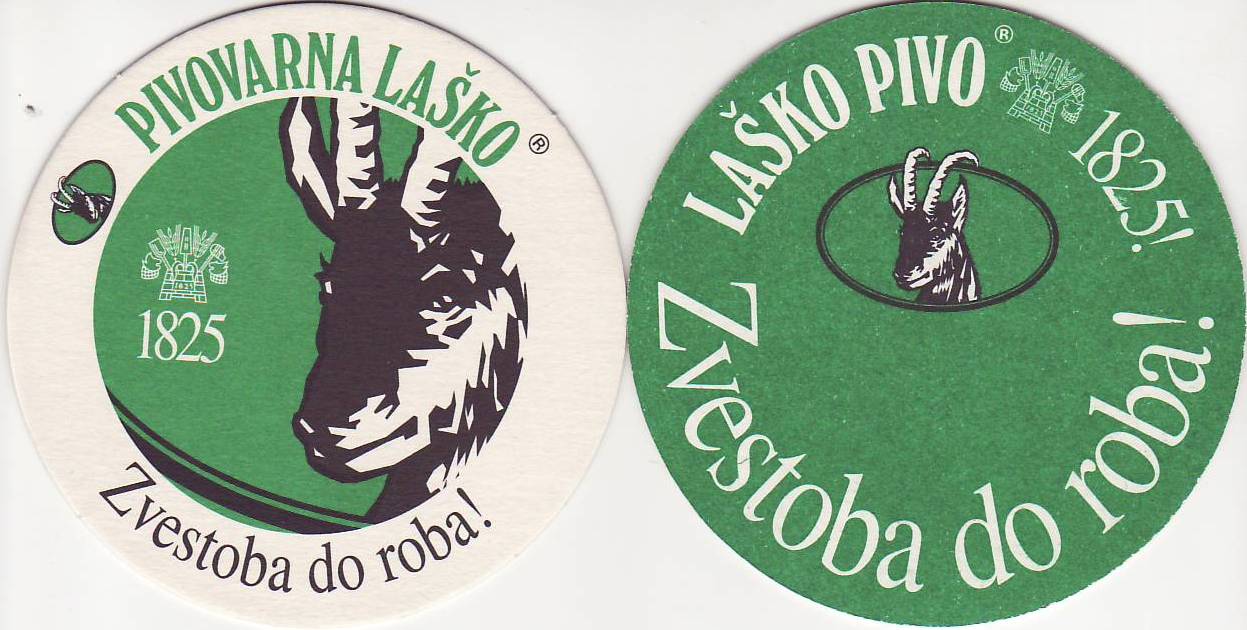 PIVOVARNA LAŠKO ®
1825
Zvestoba do roba!
Z LAŠKO PIVO ®
1825!
Zvestoba do roba!